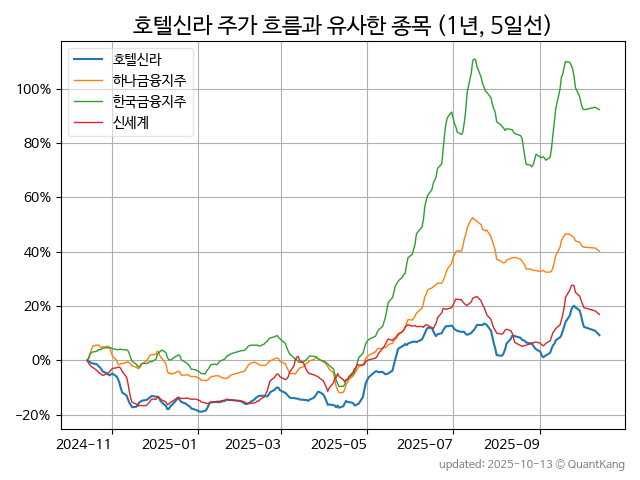 호텔신라 주가 흐름과 유사한 종목 (1년, 5일선)
호텔신라
하나금융지주
한국금융지주
신세계
100%
80%
60%
40%
20%
0%
−20%
2024-11 2025-01 2025-03 2025-05 2025-07 2025-09
updated: 2025-10-13 © QuantKang